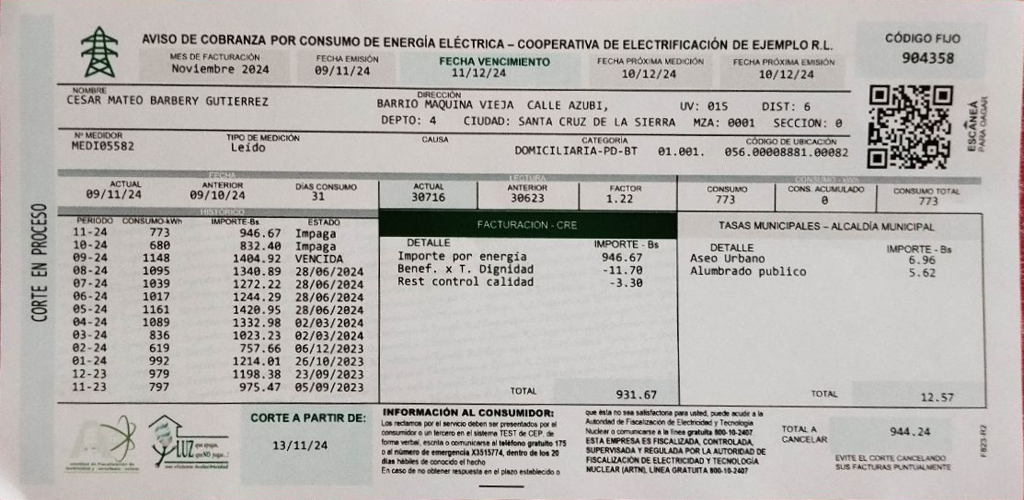 AVISO DE COBRANZA POR CONSUMO DE ENERGÍA ELÉCTRICA – COOPERATIVA DE ELECTRIFICACIÓN DE EJEMPLO R.L.
CÓDIGO FIJO
904358
MES DE FACTURACIÓN FECHA EMISIÓN FECHA VENCIMIENTO FECHA PRÓXIMA MEDICIÓN FECHA PRÓXIMA EMISIÓN
Noviembre 2024 09/11/24 11/12/24 10/12/24 10/12/24
NOMBRE DIRECCIÓN
CESAR MATEO BARBERY GUTIERREZ BARRIO MAQUINA VIEJA CALLE AZUBI, UV: 015 DIST: 6
DEPTO: 4 CIUDAD: SANTA CRUZ DE LA SIERRA MZA: 0001 SECCION: 0
ESCANÉA
PARA PAGAR
Nº MEDIDOR TIPO DE MEDICIÓN CAUSA CATEGORÍA CÓDIGO DE UBICACIÓN
MEDI05582 Leído DOMICILIARIA-PD-BT 01.001. 056.00008881.00082
FECHA LECTURA CONSUMO - kWh
ACTUAL ANTERIOR DÍAS CONSUMO ACTUAL ANTERIOR FACTOR CONSUMO CONS. ACUMULADO CONSUMO TOTAL
09/11/24 09/10/24 31 30716 30623 1.22 773 0 773
CORTE EN PROCESO
HISTÓRICO
PERIODO CONSUMO-kWh IMPORTE-Bs ESTADO
11-24 773 946.67 Impaga
10-24 680 832.40 Impaga
09-24 1148 1404.92 VENCIDA
08-24 1095 1340.89 28/06/2024
07-24 1039 1272.22 28/06/2024
06-24 1017 1244.29 28/06/2024
05-24 1161 1420.95 28/06/2024
04-24 1089 1332.98 02/03/2024
03-24 836 1023.23 02/03/2024
02-24 619 757.66 06/12/2023
01-24 992 1214.01 26/10/2023
12-23 979 1198.38 23/09/2023
11-23 797 975.47 05/09/2023
FACTURACION - CRE
DETALLE IMPORTE - Bs
Importe por energía 946.67
Benef. x T. Dignidad -11.70
Rest control calidad -3.30
TOTAL 931.67
TASAS MUNICIPALES – ALCALDÍA MUNICIPAL
DETALLE IMPORTE - Bs
Aseo Urbano 6.96
Alumbrado publico 5.62
TOTAL 12.57
LUZ que apagas, que NO pagas...!
CORTE A PARTIR DE:
13/11/24
INFORMACIÓN AL CONSUMIDOR:
Los reclamos por el servicio deben ser presentados por el
consumidor o un tercero en el sistema TEST de CEP, de
forma verbal, escrita o comunicarse al teléfono gratuito 175
o al número de emergencia X3515774, dentro de los 20
días hábiles de conocido el hecho
En caso de no obtener respuesta en el plazo establecido o
que ésta no sea satisfactoria para usted, puede acudir a la
Autoridad de Fiscalización de Electricidad y Tecnología
Nuclear o comunicarse a la línea gratuita 800-10-2407
ESTA EMPRESA ES FISCALIZADA, CONTROLADA,
SUPERVISADA Y REGULADA POR LA AUTORIDAD DE
FISCALIZACIÓN DE ELECTRICIDAD Y TECNOLOGÍA
NUCLEAR (ARTN), LÍNEA GRATUITA 800-10-2407
TOTAL A
CANCELAR
944.24
EVITE EL CORTE CANCELANDO
SUS FACTURAS PUNTUALMENTE
F823-R2